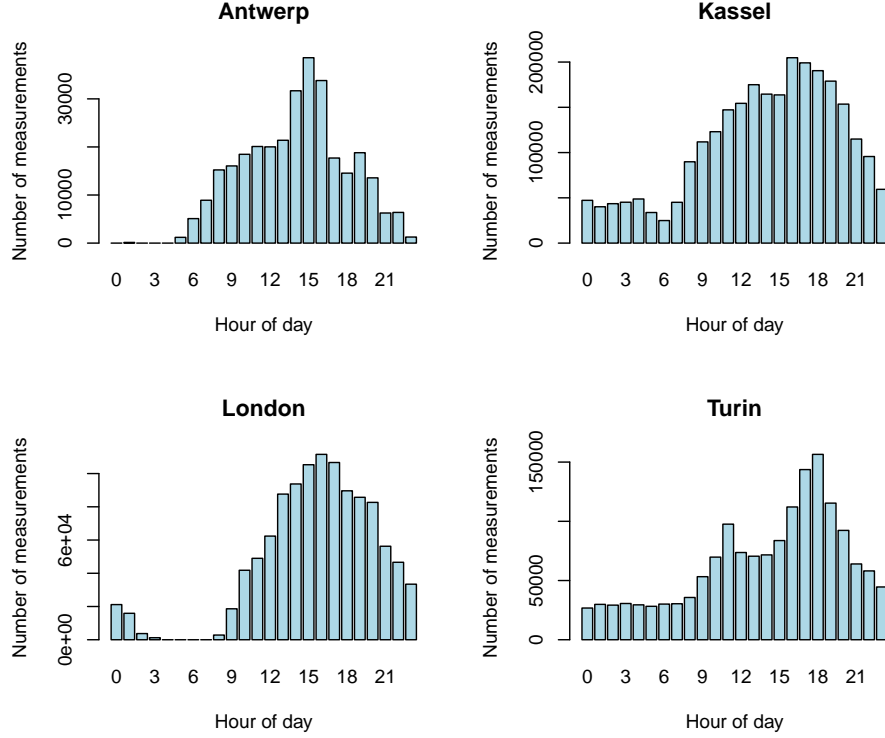 Antwerp
Number of measurements
0 10000 30000
0 3 6 9 12 15 18 21
Hour of day
Kassel
Number of measurements
0 100000 200000
0 3 6 9 12 15 18 21
Hour of day
London
Number of measurements
0e+00 6e+04
0 3 6 9 12 15 18 21
Hour of day
Turin
Number of measurements
0 50000 150000
0 3 6 9 12 15 18 21
Hour of day